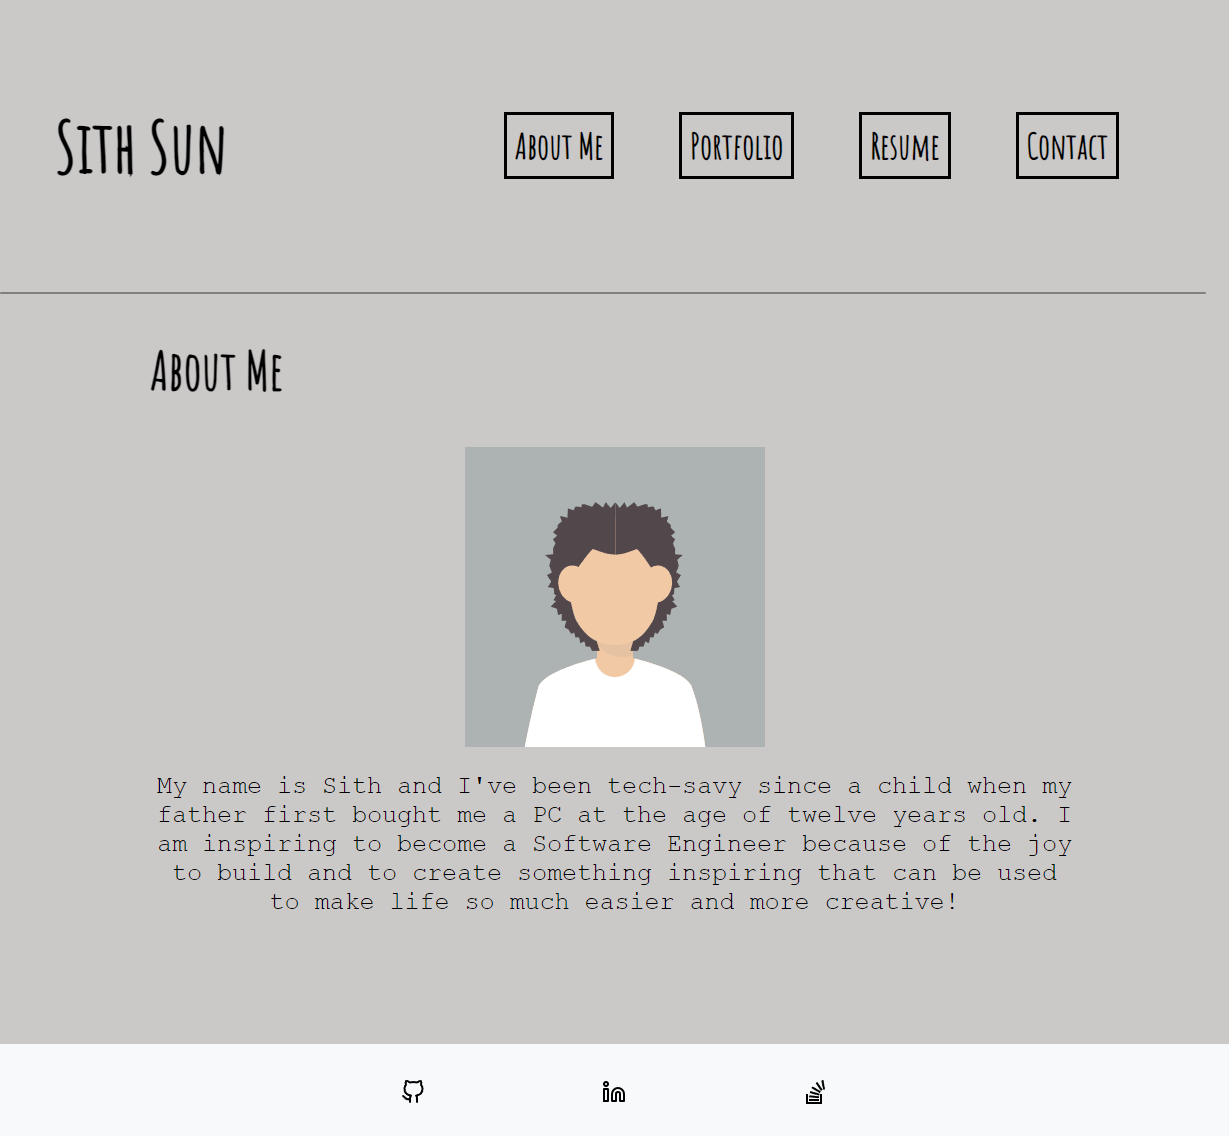 Sith Sun
About Me
Portfolio
Resume
Contact
About Me
My name is Sith and I've been tech-savy since a child when my
father first bought me a PC at the age of twelve years old. I
am inspiring to become a Software Engineer because of the joy
to build and to create something inspiring that can be used
to make life so much easier and more creative!